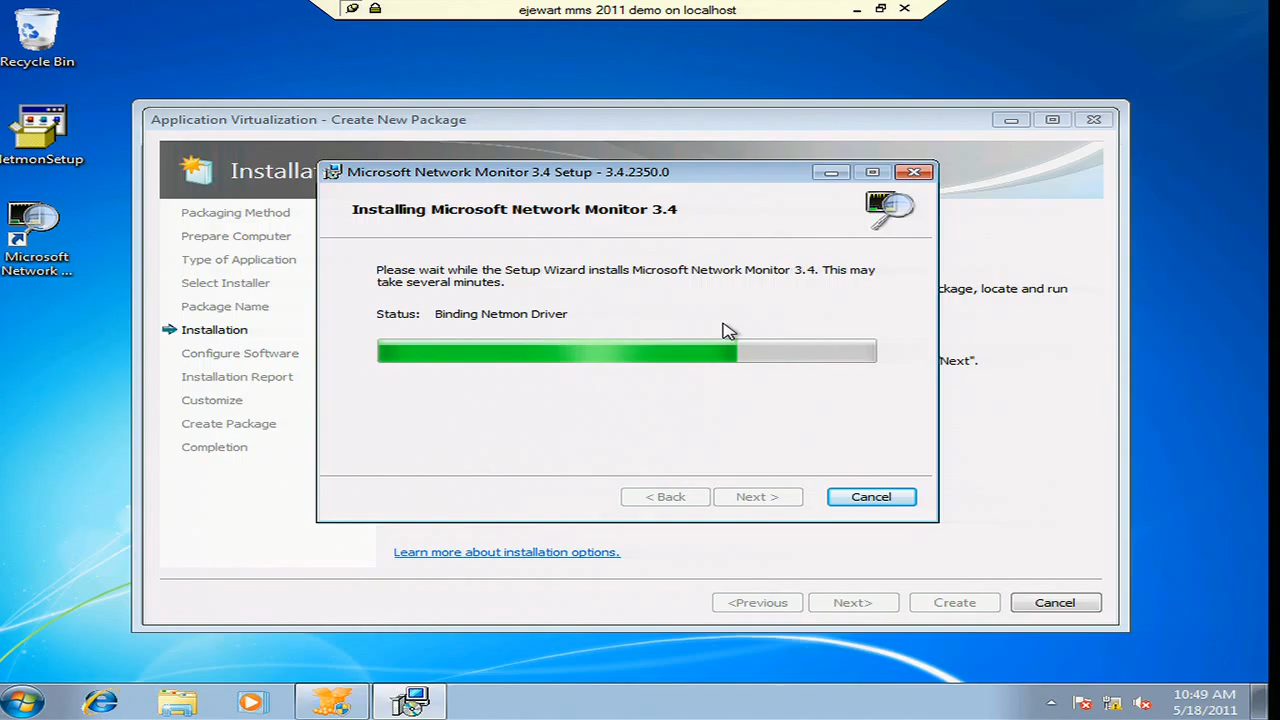 ejewart mms 2011 demo on localhost
Recycle Bin
etmonSetup
Microsoft
Network ...
Application Virtualization - Create New Package
Installa
Packaging Method
Prepare Computer
Type of Application
Select Installer
Package Name
Installation
Configure Software
Installation Report
Customize
Create Package
Completion
Microsoft Network Monitor 3.4 Setup - 3.4.2350.0
Installing Microsoft Network Monitor 3.4
Please wait while the Setup Wizard installs Microsoft Network Monitor 3.4. This may
take several minutes.
Status: Binding Netmon Driver
< Back Next > Cancel
ckage, locate and run
Next".
Learn more about installation options.
<Previous Next> Create Cancel
10:49 AM
5/18/2011